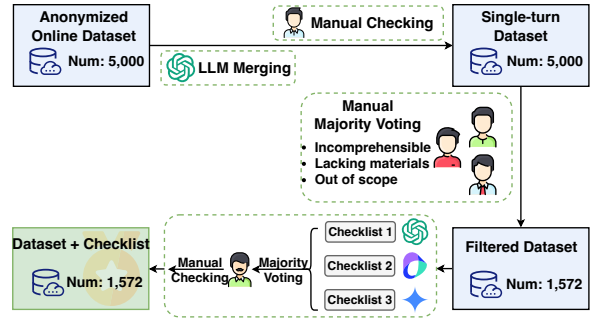 Anonymized
Online Dataset
Num: 5,000
Manual Checking
LLM Merging
Single-turn
Dataset
Num: 5,000
Manual
Majority Voting
• Incomprehensible
• Lacking materials
• Out of scope
Dataset + Checklist
Num: 1,572
Manual
Checking
Majority
Voting
Checklist 1
Checklist 2
Checklist 3
Filtered Dataset
Num: 1,572